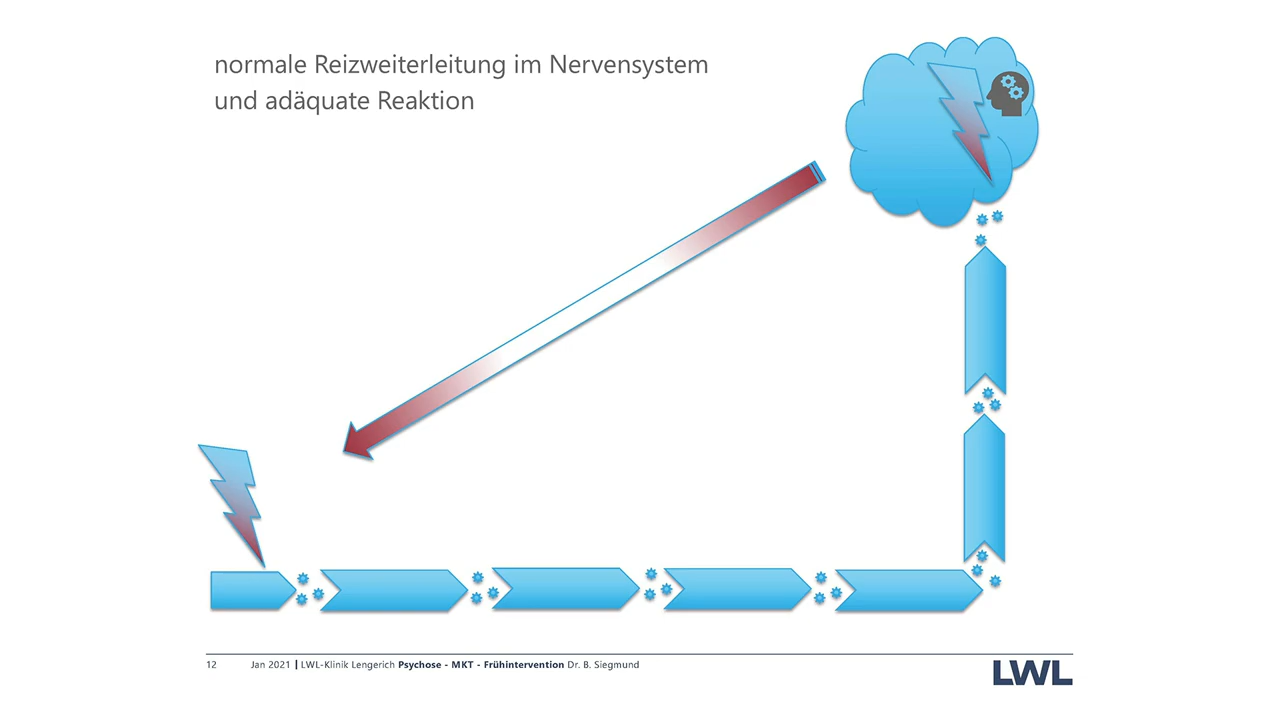 normale Reizweiterleitung im Nervensystem
und adäquate Reaktion
12 Jan 2021 | LWL-Klinik Lengerich Psychose - MKT - Frühintervention Dr. B. Siegmund
LWL